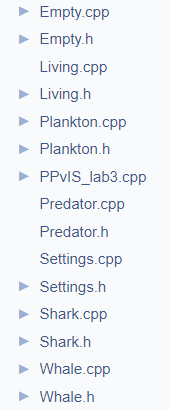 Empty.cpp
Empty.h
Living.cpp
Living.h
Plankton.cpp
Plankton.h
PPvIS_lab3.cpp
Predator.cpp
Predator.h
Settings.cpp
Settings.h
Shark.cpp
Shark.h
Whale.cpp
Whale.h